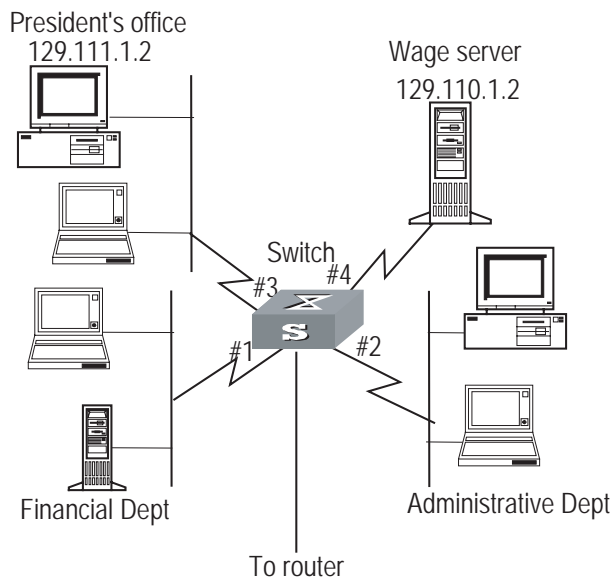 President's office
129.111.1.2
Wage server
129.110.1.2
Switch
#3
#4
#1
S
#2
Financial Dept
Administrative Dept
To router